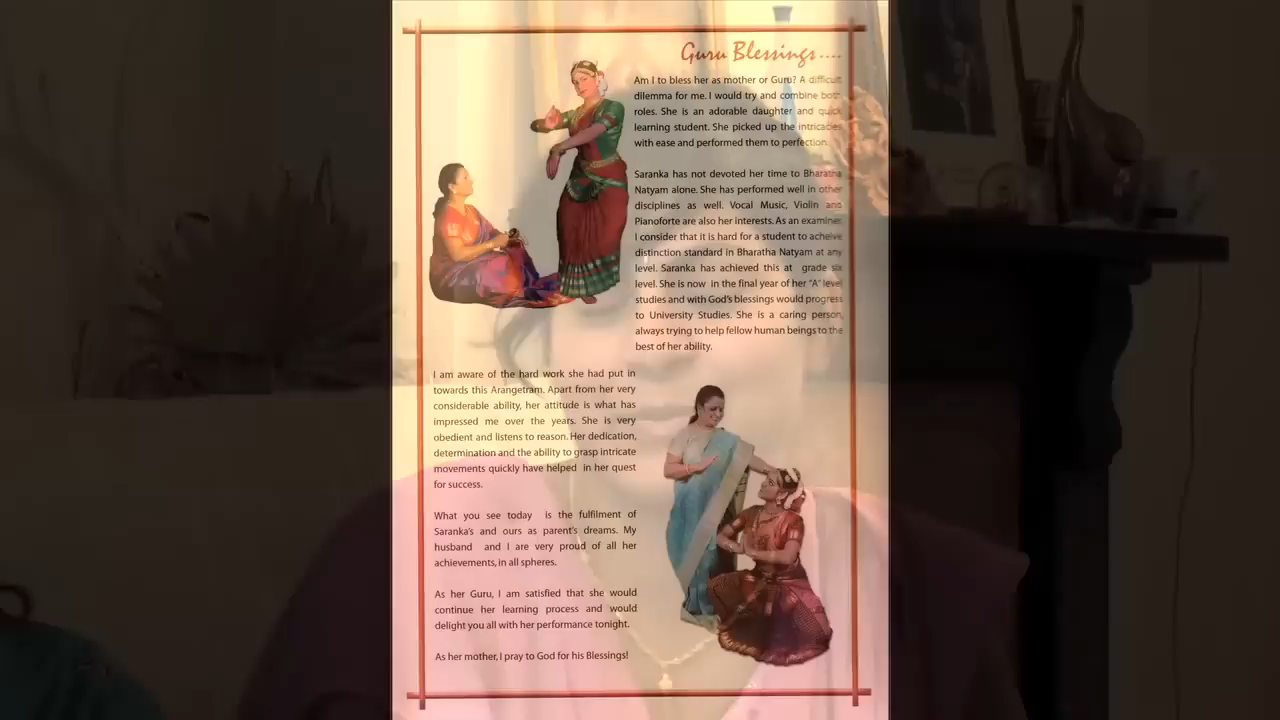 Guru Blessings....
Am I to bless her as mother or Guru? A difficult
dilemma for me. I would try and combine both
roles. She is an adorable daughter and quick
learning student. She picked up the intricacies
with ease and performed them to perfection.
Saranka has not devoted her time to Bharatha
Natyam alone. She has performed well in other
disciplines as well. Vocal Music, Violin and
Pianoforte are also her interests. As an examiner
I consider that it is hard for a student to acheive
distinction standard in Bharatha Natyam at any
level. Saranka has achieved this at grade six
level. She is now in the final year of her "A" level
studies and with God's blessings would progress
to University Studies. She is a caring person,
always trying to help fellow human beings to the
best of her ability.
I am aware of the hard work she had put in
towards this Arangetram. Apart from her very
considerable ability, her attitude is what has
impressed me over the years. She is very
obedient and listens to reason. Her dedication,
determination and the ability to grasp intricate
movements quickly have helped in her quest
for success.
What you see today is the fulfilment of
Saranka's and ours as parent's dreams. My
husband and I are very proud of all her
achievements, in all spheres.
As her Guru, I am satisfied that she would
continue her learning process and would
delight you all with her performance tonight.
As her mother, I pray to God for his Blessings!